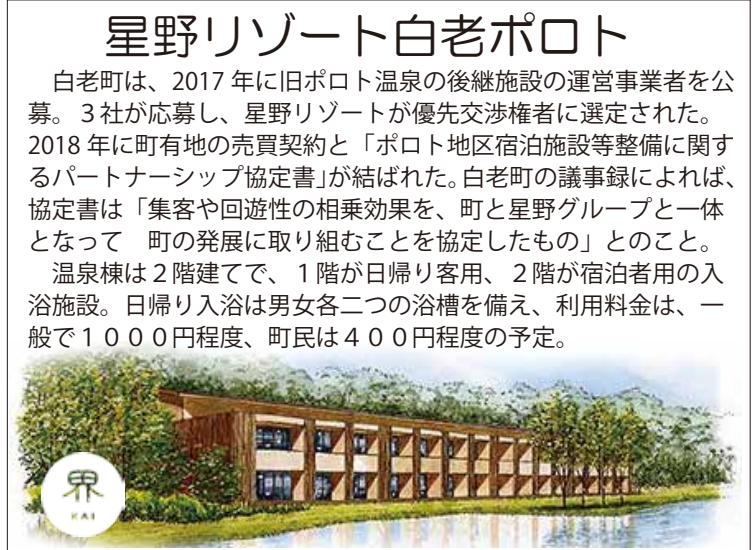 星野リゾート白老ポロト
　白老町は、2017 年に旧ポロト温泉の後継施設の運営事業者を公
募。３社が応募し、星野リゾートが優先交渉権者に選定された。
2018 年に町有地の売買契約と「ポロト地区宿泊施設等整備に関す
るパートナーシップ協定書」が結ばれた。白老町の議事録によれば、
協定書は「集客や回遊性の相乗効果を、町と星野グループと一体
となって　町の発展に取り組むことを協定したもの」とのこと。
　温泉棟は２階建てで、１階が日帰り客用、２階が宿泊者用の入
浴施設。日帰り入浴は男女各二つの浴槽を備え、利用料金は、一
般で１０００円程度、町民は４００円程度の予定。
界
KAI